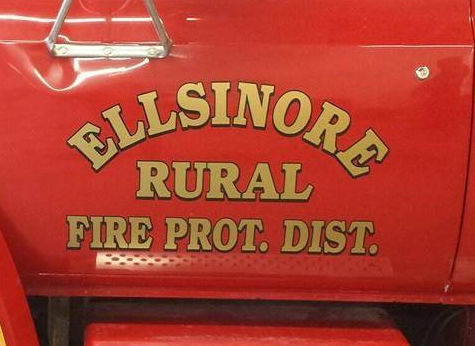 ELLSINORE
RURAL
FIRE PROT. DIST.